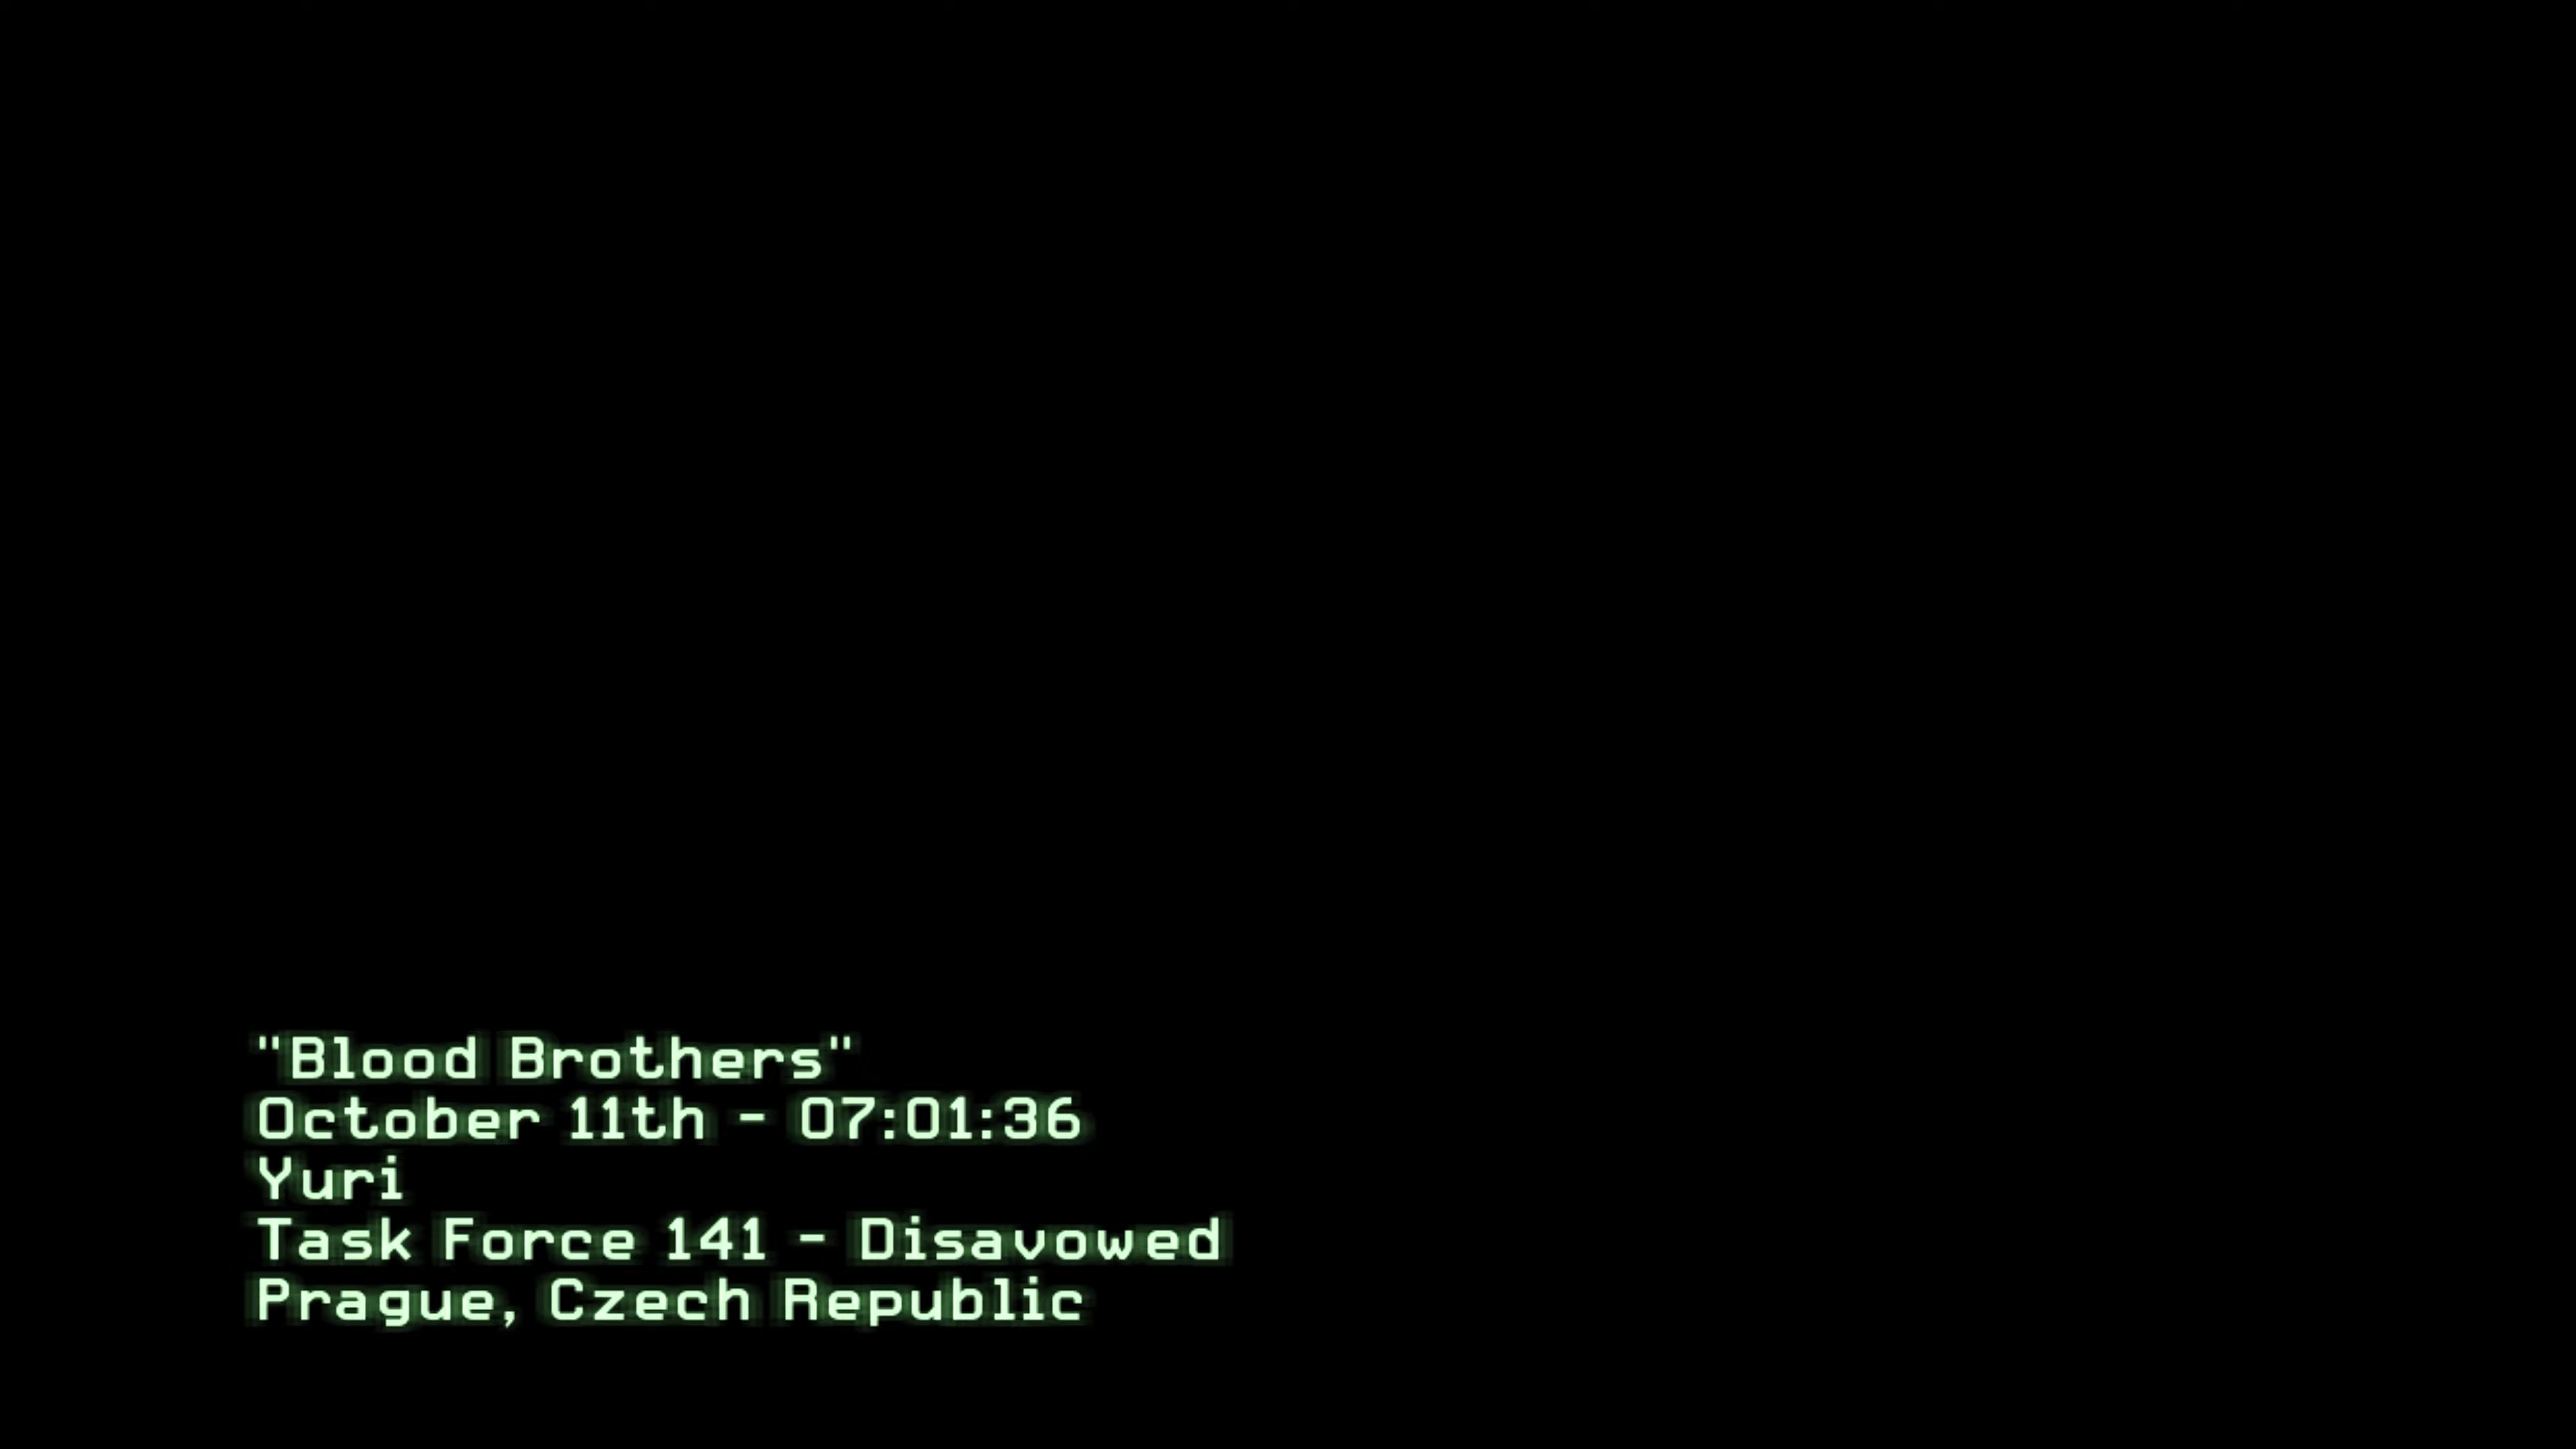 "Blood Brothers"
October 11th - 07:01:36
Yuri
Task Force 141 - Disavowed
Prague, Czech Republic